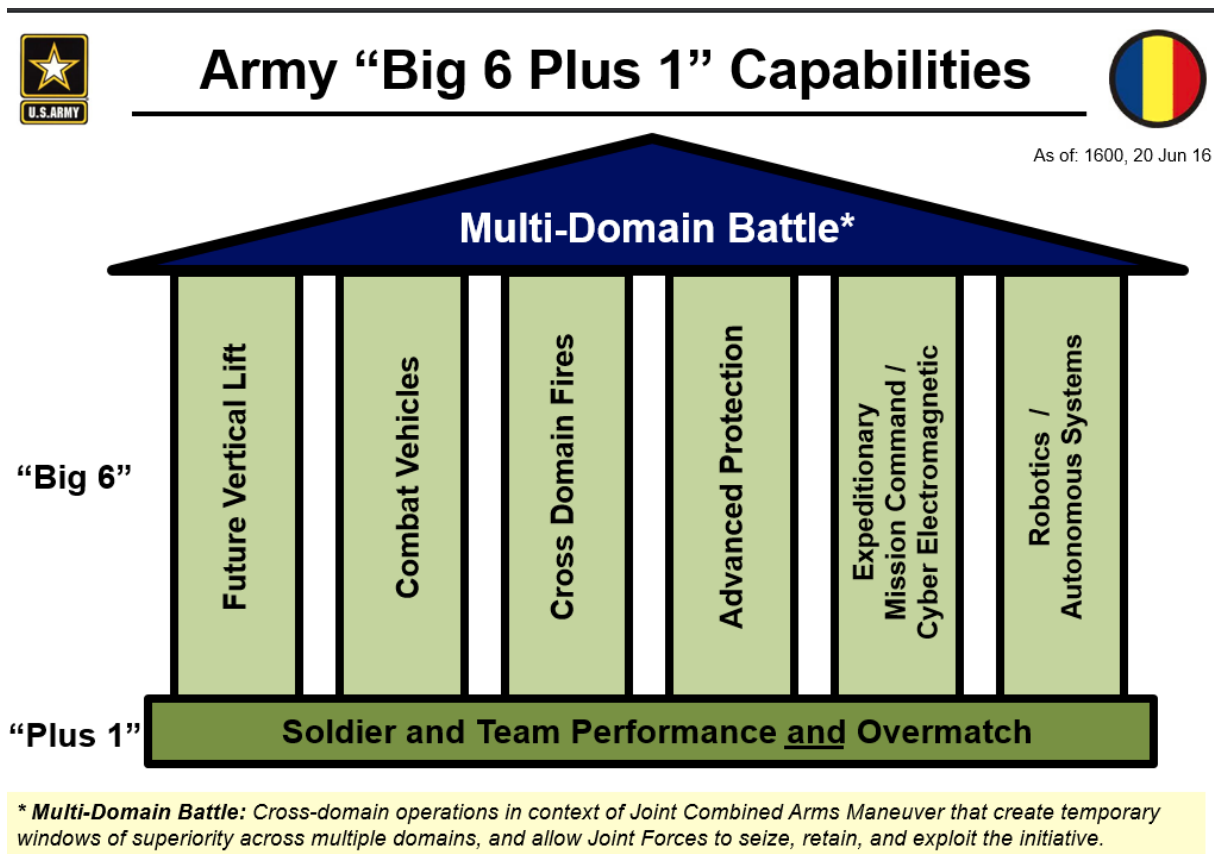 Army “Big 6 Plus 1” Capabilities
U.S.ARMY
As of: 1600, 20 Jun 16
Multi-Domain Battle*
“Big 6”
Future Vertical Lift
Combat Vehicles
Cross Domain Fires
Advanced Protection
Expeditionary
Mission Command /
Cyber Electromagnetic
Robotics /
Autonomous Systems
“Plus 1”
Soldier and Team Performance and Overmatch
* Multi-Domain Battle: Cross-domain operations in context of Joint Combined Arms Maneuver that create temporary
windows of superiority across multiple domains, and allow Joint Forces to seize, retain, and exploit the initiative.